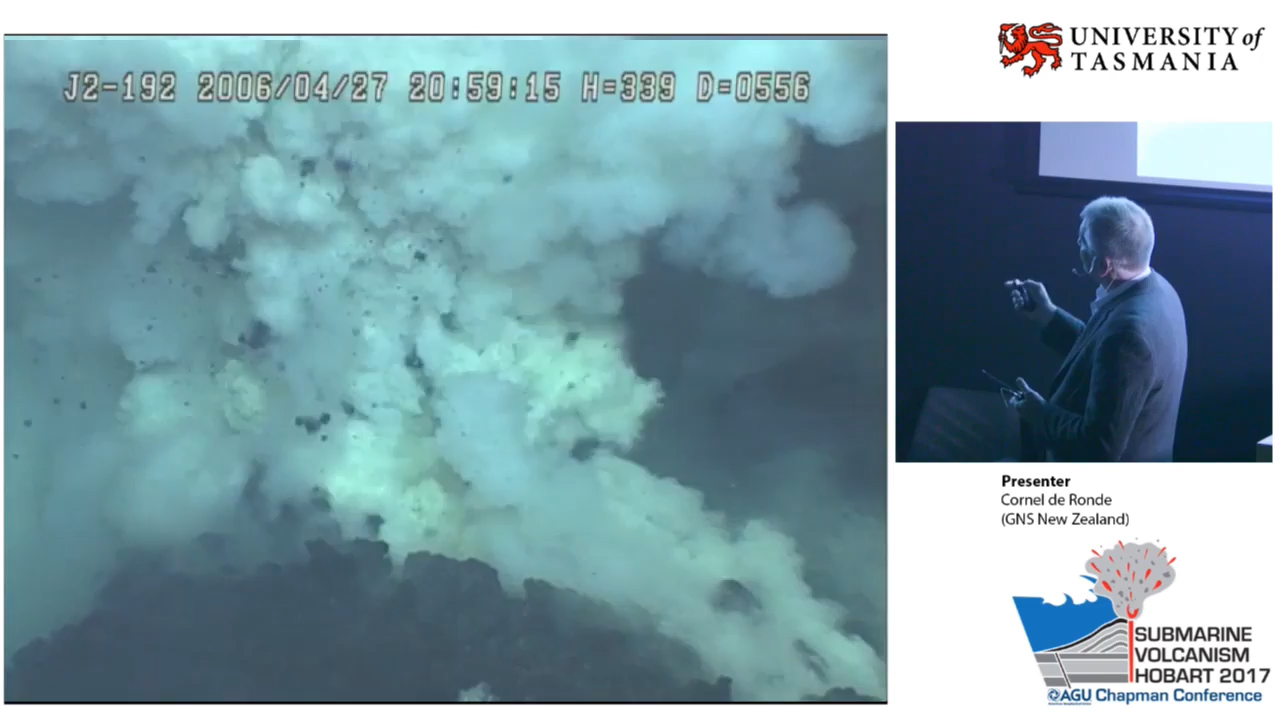 J2-192 2006/04/27 20:59:15 H=339 D=0556
UNIVERSITY of
TASMANIA
Presenter
Cornel de Ronde
(GNS New Zealand)
SUBMARINE
VOLCANISM
HOBART 2017
AGU Chapman Conference